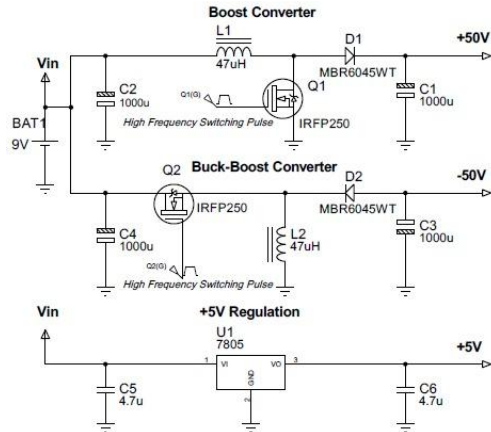 Boost Converter
L1
47uH
D1
MBR6045WT
+50V
Vin
C2
1000u
Q1
Q1(G)
IRFP250
High Frequency Switching Pulse
C1
1000u
BAT1
9V
Buck-Boost Converter
Q2
IRFP250
D2
MBR6045WT
-50V
C4
1000u
L2
47uH
C3
1000u
Q2(G)
High Frequency Switching Pulse
Vin
+5V Regulation
U1
7805
1
VI
VO
3
GND
2
+5V
C5
4.7u
C6
4.7u